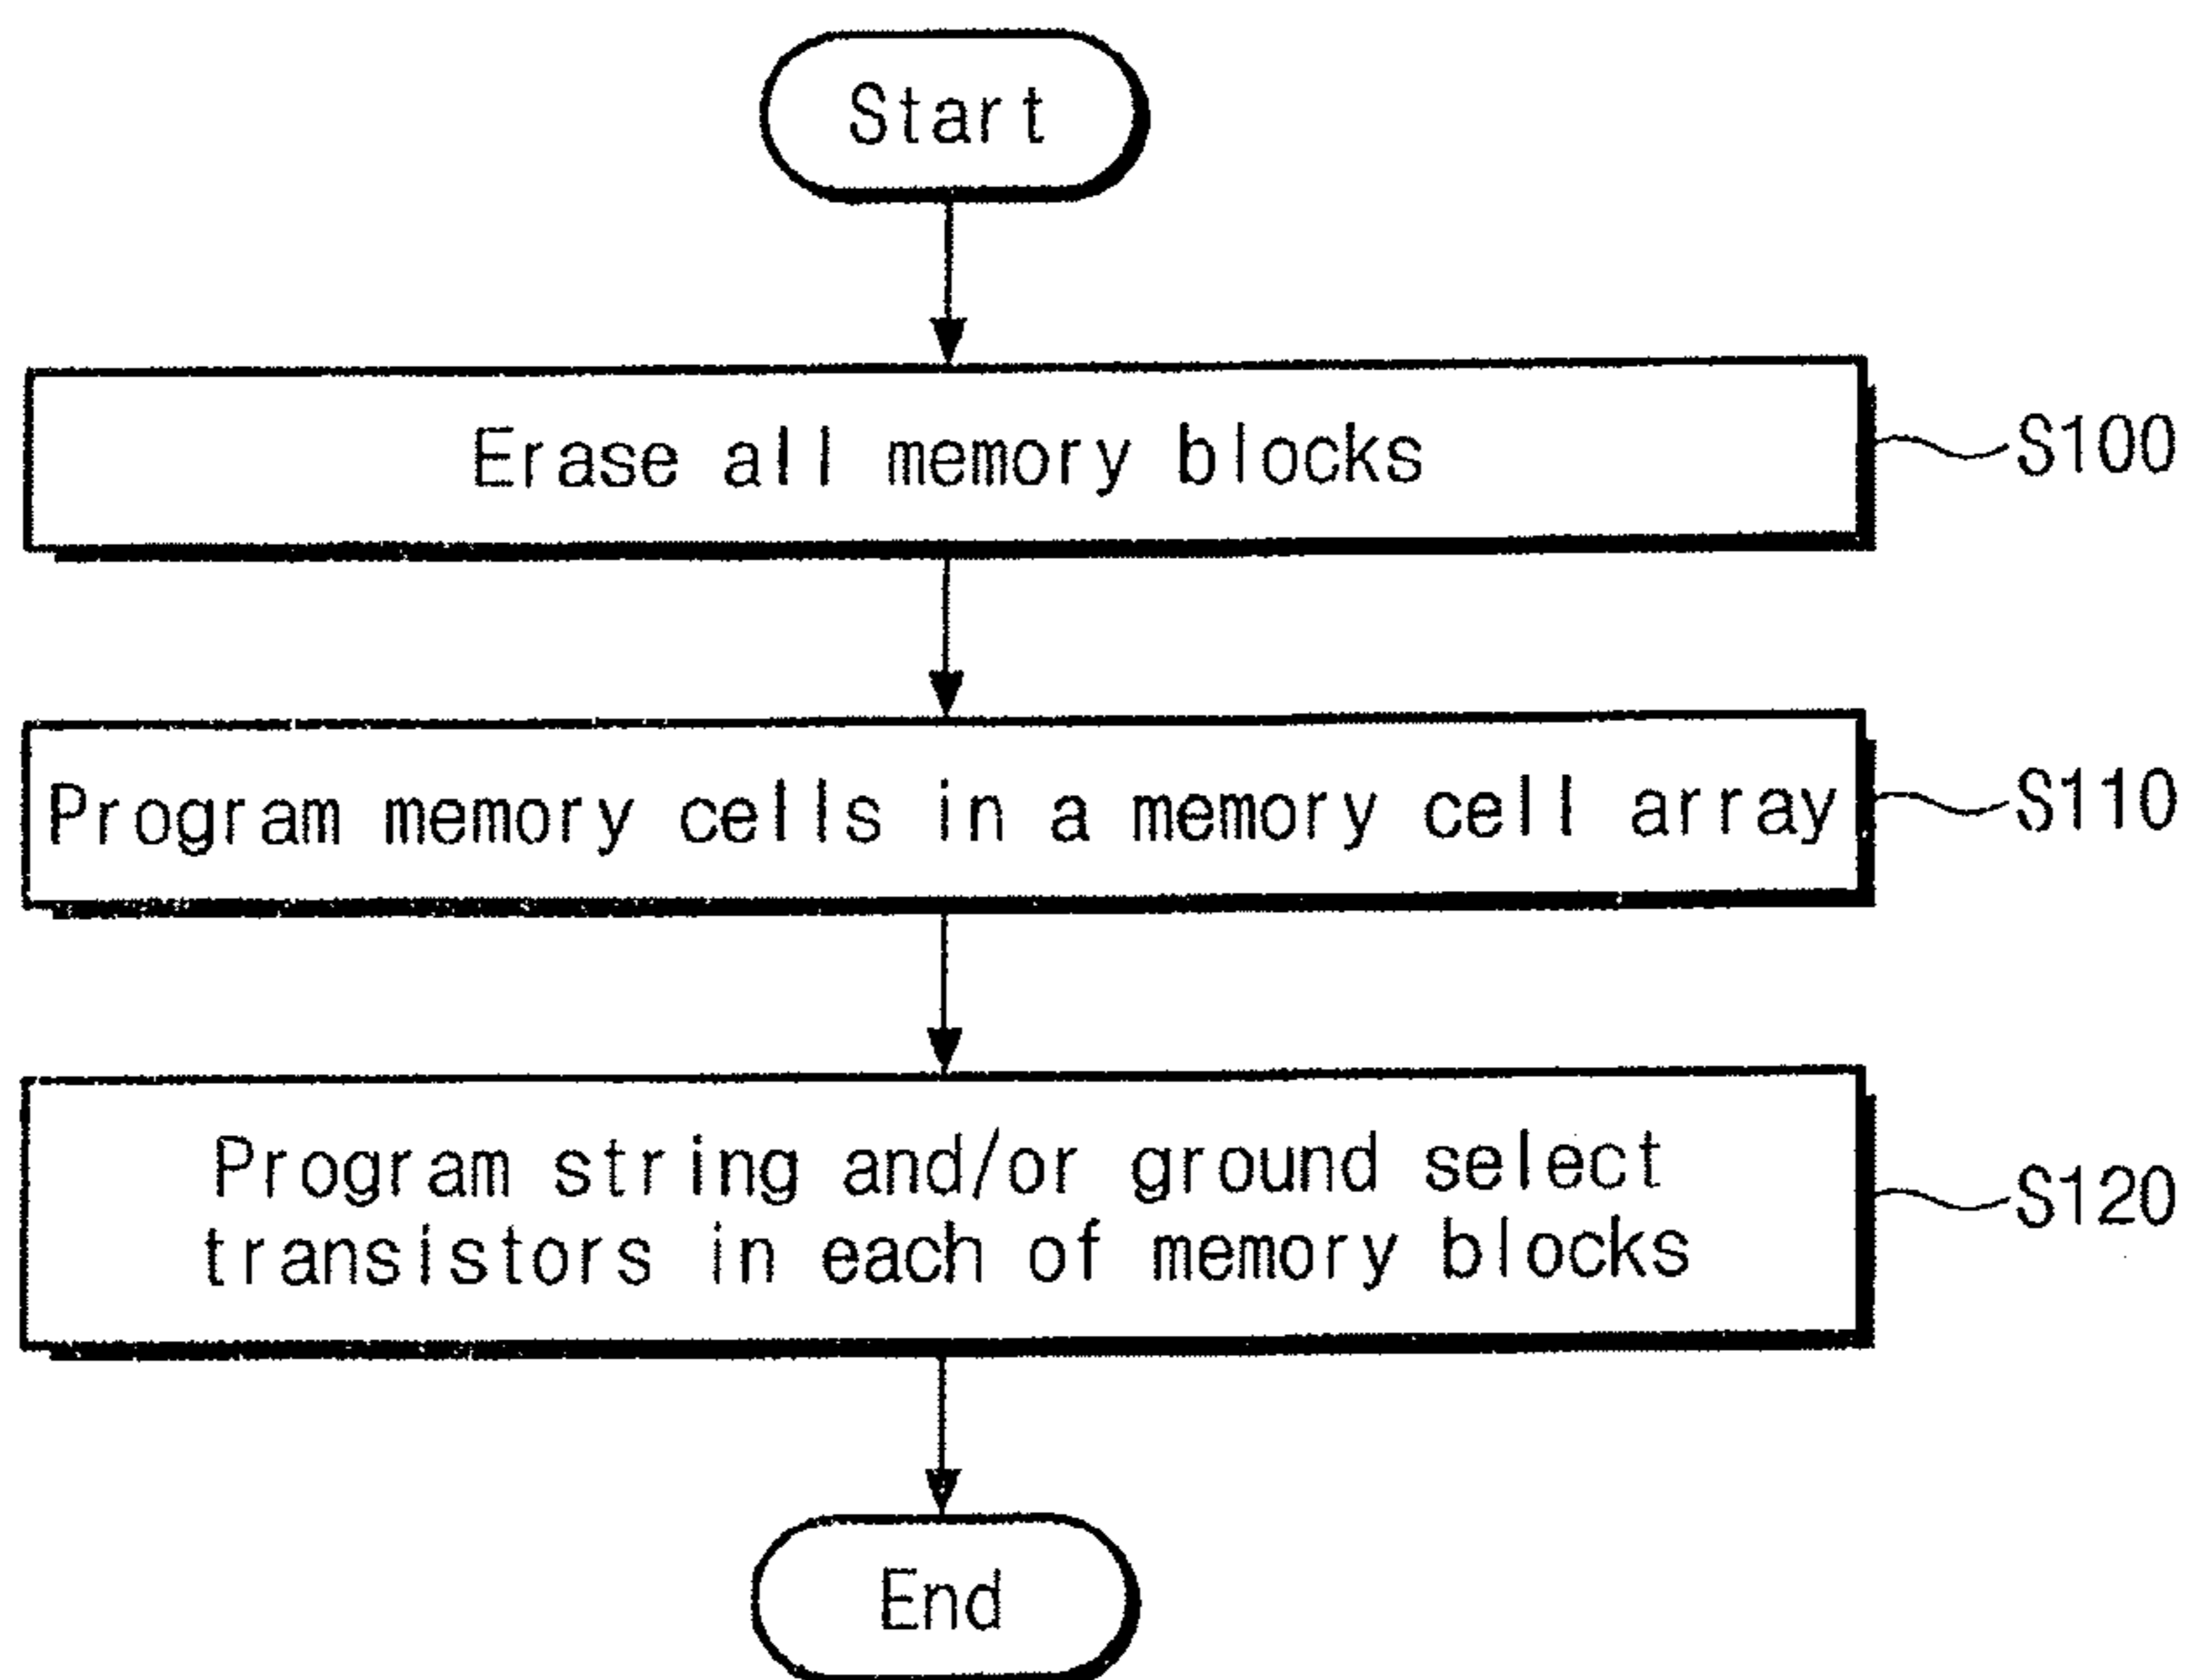 Start
Erase all memory blocks
S100
Program memory cells in a memory cell array
S110
Program string and/or ground select
transistors in each of memory blocks
S120
End